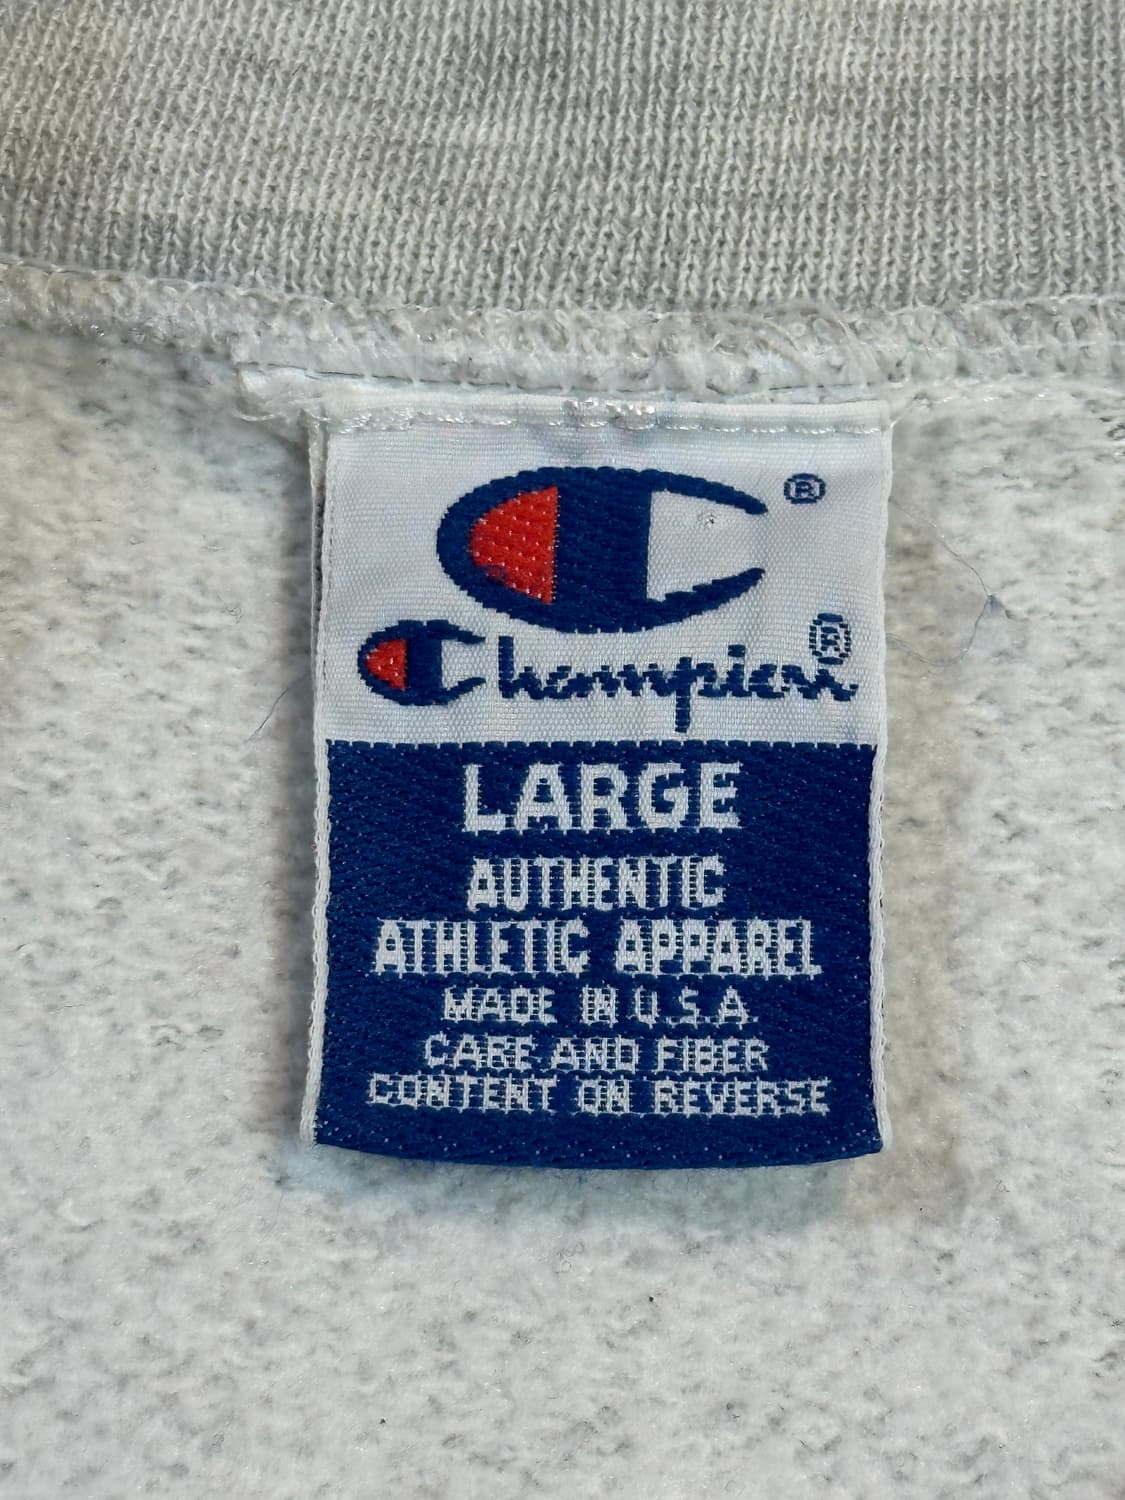 ®
Champion®
LARGE
AUTHENTIC
ATHLETIC APPAREL
MADE IN U.S.A.
CARE AND FIBER
CONTENT ON REVERSE